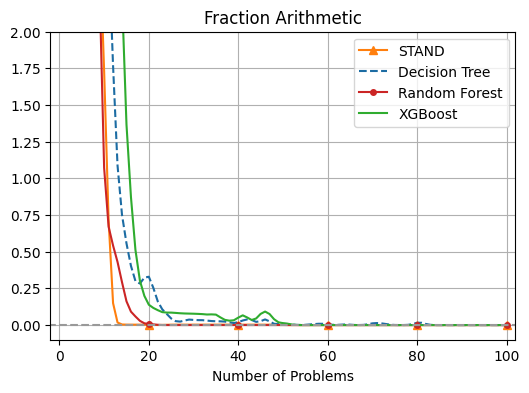 Fraction Arithmetic
2.00
1.75
1.50
1.25
1.00
0.75
0.50
0.25
0.00
STAND
Decision Tree
Random Forest
XGBoost
0 20 40 60 80 100
Number of Problems